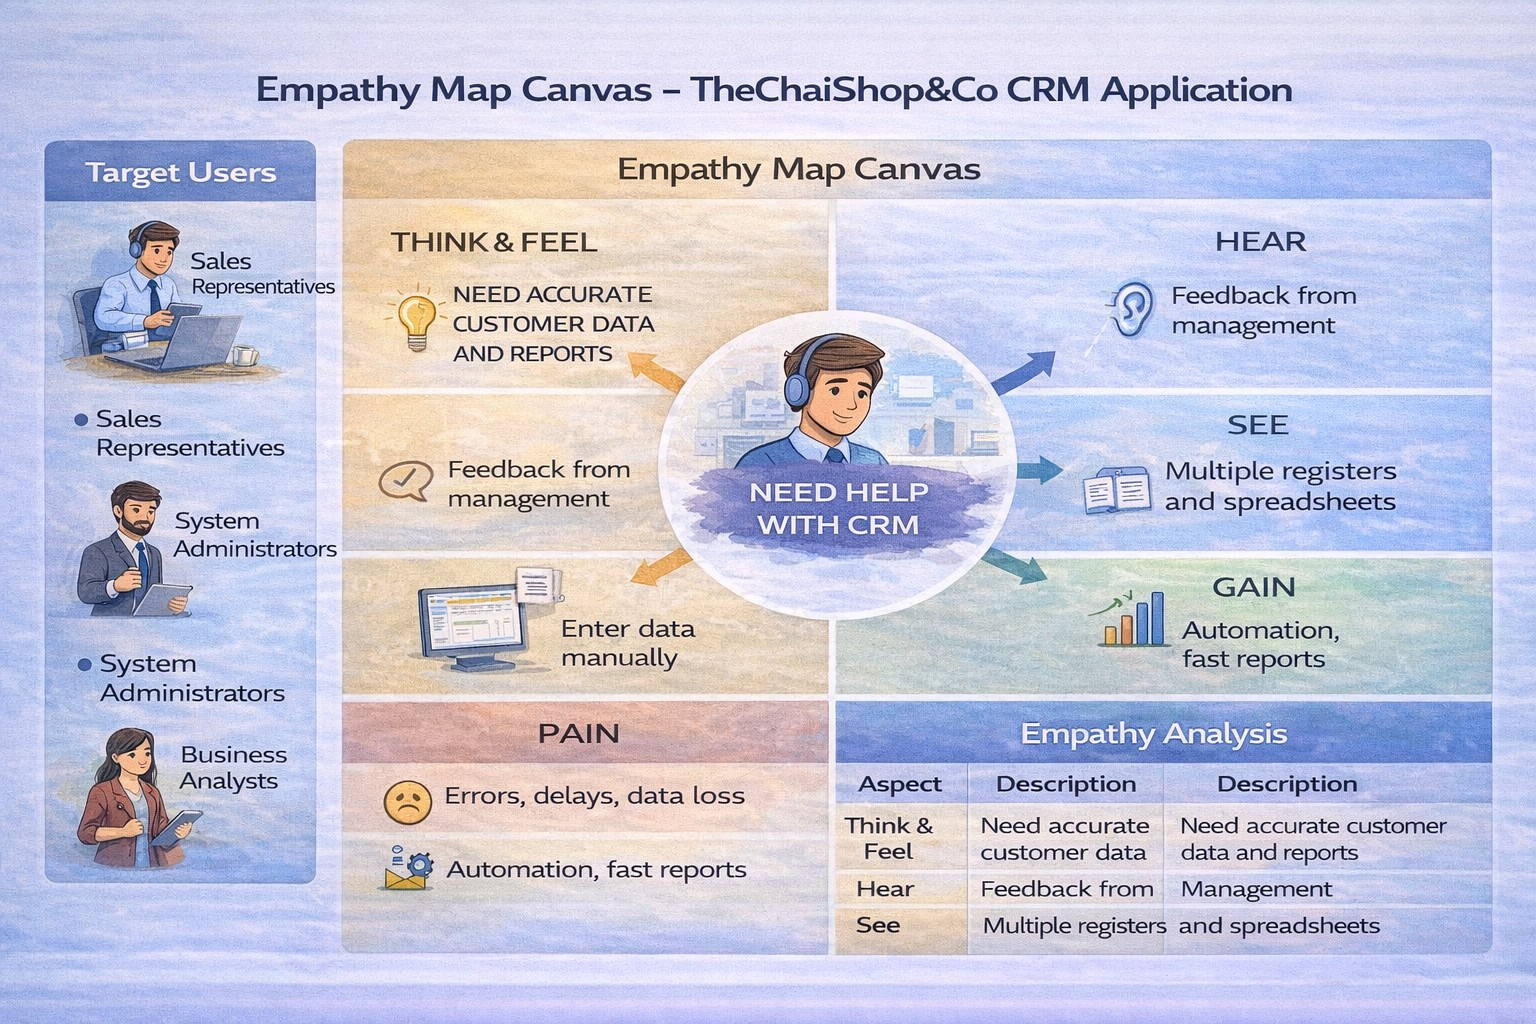 Empathy Map Canvas – TheChaiShop&Co CRM Application
Target Users
Sales
Representatives
• Sales
Representatives
System
Administrators
• System
Administrators
Business
Analysts
Empathy Map Canvas
THINK & FEEL
NEED ACCURATE
CUSTOMER DATA
AND REPORTS
Feedback from
management
Enter data
manually
NEED HELP
WITH CRM
HEAR
Feedback from
management
SEE
Multiple registers
and spreadsheets
GAIN
Automation,
fast reports
PAIN
Errors, delays, data loss
Automation, fast reports
Empathy Analysis
Aspect Description Description
Think & Need accurate Need accurate customer
Feel customer data data and reports
Hear Feedback from Management
See Multiple registers and spreadsheets